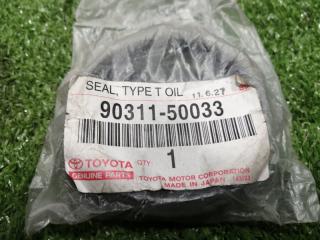 SEAL, TYPE T OIL 11.6.27
90311-50033
TOYOTA QTY 1
GENUINE PARTS TOYOTA MOTOR CORPORATION
MADE IN JAPAN